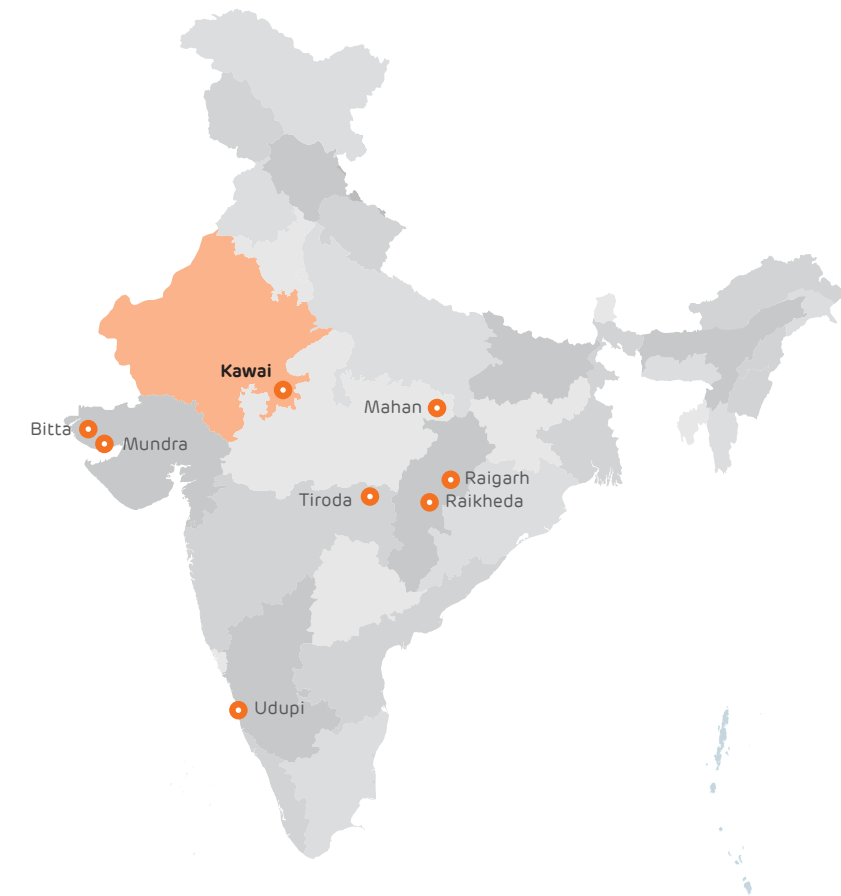 Kawai
Mahan
Bitta
Mundra
Raigarh
Tiroda
Raikheda
Udupi